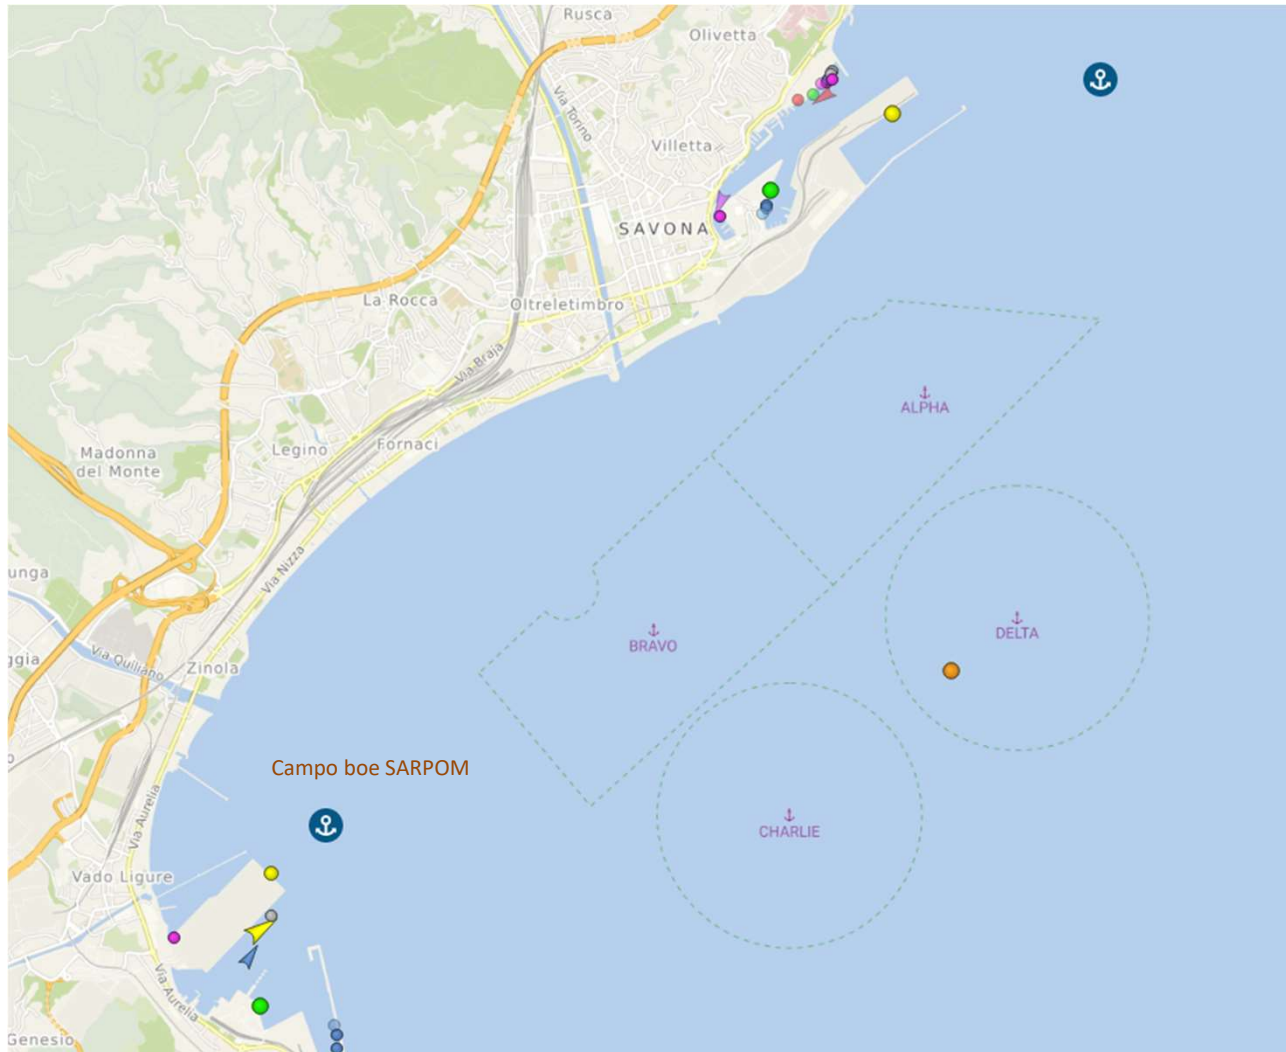 Rusca
Olivetta
Via Torino
Villetta
SAVONA
La Rocca
Oltreletimbro
Via Braja
Madonna
del Monte
Legino
Fornaci
unga
Via Nizza
ggia
Via Quiliano
Zinola
o
Campo boe SARPOM
Via Aurelia
Vado Ligure
Via Aurelia
Genesio
ALPHA
BRAVO
DELTA
CHARLIE